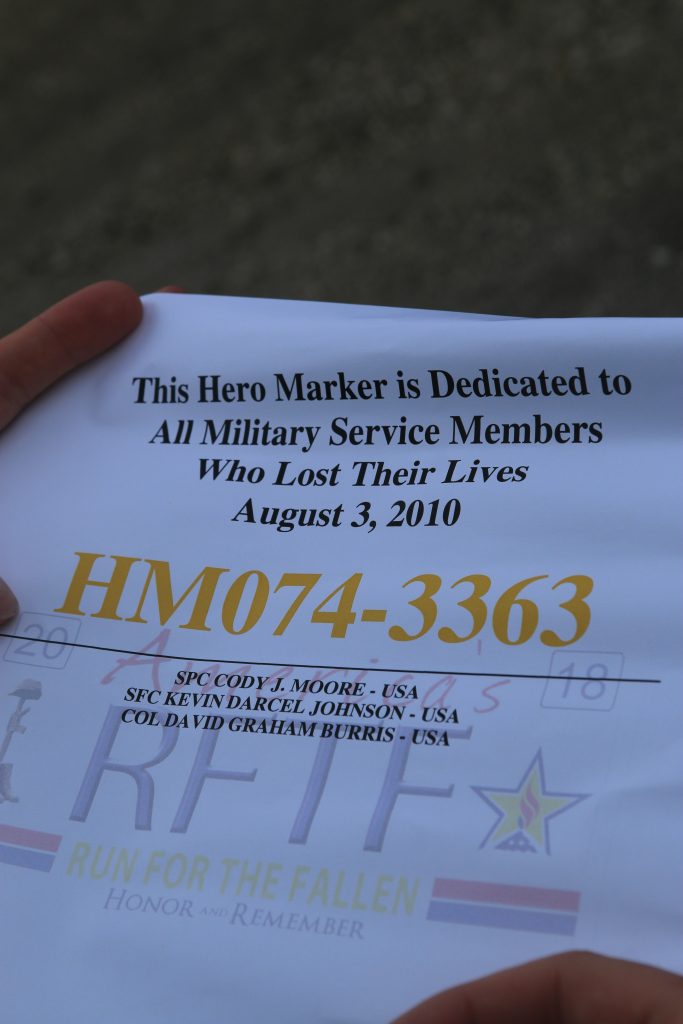 This Hero Marker is Dedicated to
All Military Service Members
Who Lost Their Lives
August 3, 2010
HM074-3363
20 America's 18
SPC CODY J. MOORE - USA
SFC KEVIN DARCEL JOHNSON - USA
COL DAVID GRAHAM BURRIS - USA
RFTF
RUN FOR THE FALLEN
HONOR AND REMEMBER